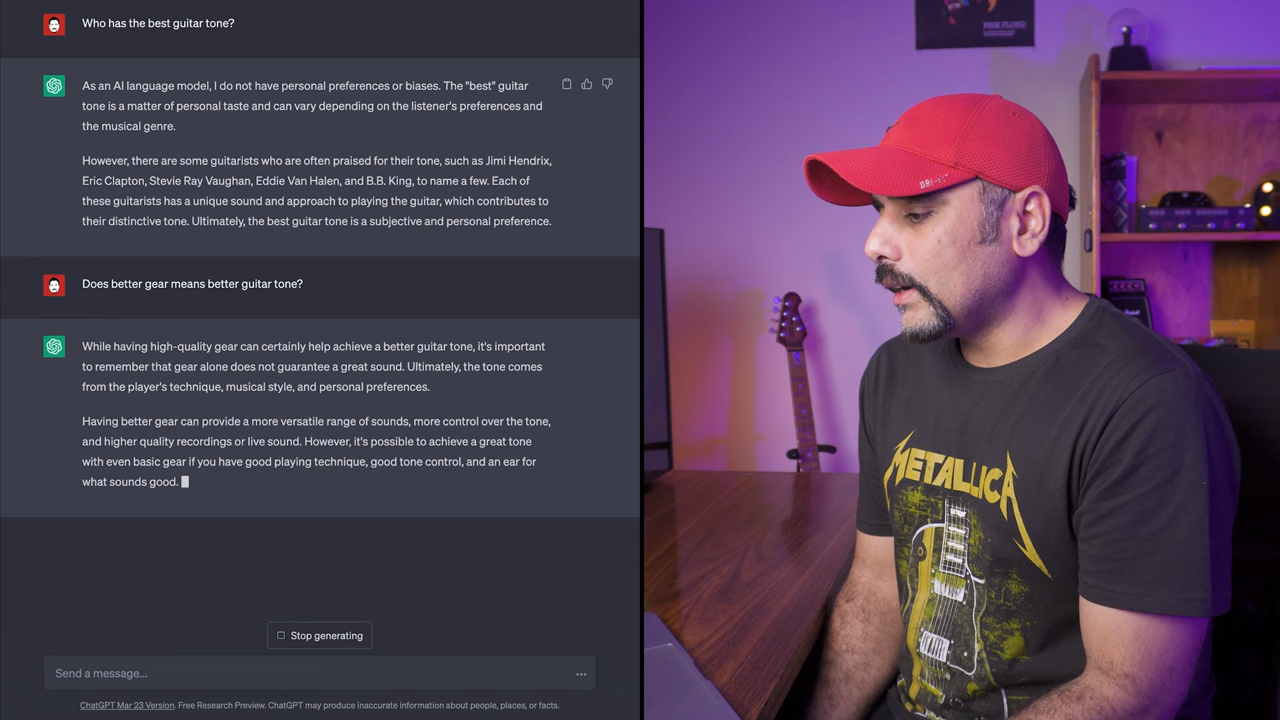 Who has the best guitar tone?
As an AI language model, I do not have personal preferences or biases. The "best" guitar
tone is a matter of personal taste and can vary depending on the listener's preferences and
the musical genre.
However, there are some guitarists who are often praised for their tone, such as Jimi Hendrix,
Eric Clapton, Stevie Ray Vaughan, Eddie Van Halen, and B.B. King, to name a few. Each of
these guitarists has a unique sound and approach to playing the guitar, which contributes to
their distinctive tone. Ultimately, the best guitar tone is a subjective and personal preference.
Does better gear means better guitar tone?
While having high-quality gear can certainly help achieve a better guitar tone, it's important
to remember that gear alone does not guarantee a great sound. Ultimately, the tone comes
from the player's technique, musical style, and personal preferences.
Having better gear can provide a more versatile range of sounds, more control over the tone,
and higher quality recordings or live sound. However, it's possible to achieve a great tone
with even basic gear if you have good playing technique, good tone control, and an ear for
what sounds good.
Stop generating
Send a message...
ChatGPT Mar 23 Version. Free Research Preview. ChatGPT may produce inaccurate information about people, places, or facts.
PINK FLOYD
METALLICA